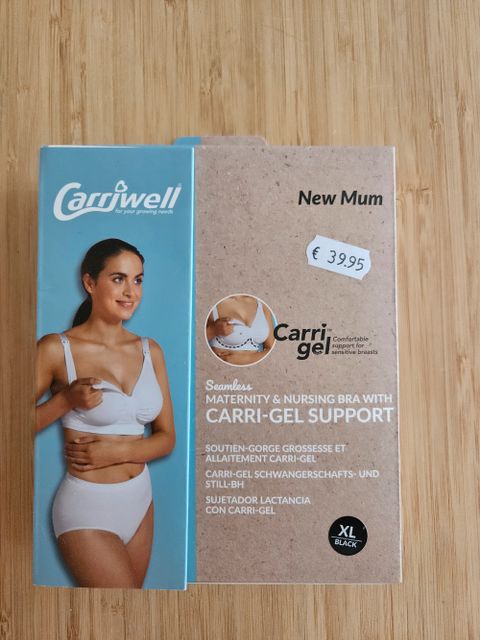 Carriwell
for your growing needs
New Mum
€ 39.95
Carri
gel
Comfortable
support for
sensitive breasts
Seamless
MATERNITY & NURSING BRA WITH
CARRI-GEL SUPPORT
SOUTIEN-GORGE GROSSESSE ET
ALLAITEMENT CARRI-GEL
CARRI-GEL SCHWANGERSCHAFTS- UND
STILL-BH
SUJETADOR LACTANCIA
CON CARRI-GEL
XL
BLACK